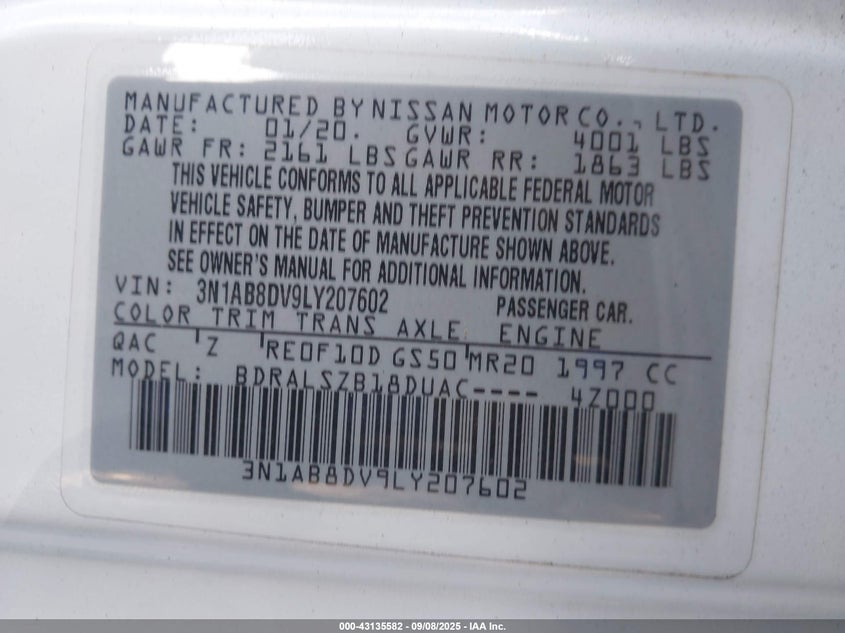 MANUFACTURED BY NISSAN MOTOR CO., LTD.
DATE: 01/20. GVWR: 4001 LBS
GAWR FR: 2161 LBS GAWR RR: 1863 LBS
THIS VEHICLE CONFORMS TO ALL APPLICABLE FEDERAL MOTOR
VEHICLE SAFETY, BUMPER AND THEFT PREVENTION STANDARDS
IN EFFECT ON THE DATE OF MANUFACTURE SHOWN ABOVE.
SEE OWNER'S MANUAL FOR ADDITIONAL INFORMATION.
VIN: 3N1AB8DV9LY207602 PASSENGER CAR.
COLOR TRIM TRANS AXLE ENGINE
QAC Z RE0F10D GS50 MR20 1997 CC
MODEL: BDRALSZB18DUAC---- 4Z000
3N1AB8DV9LY207602
000-43135582 - 09/08/2025 - IAA Inc.